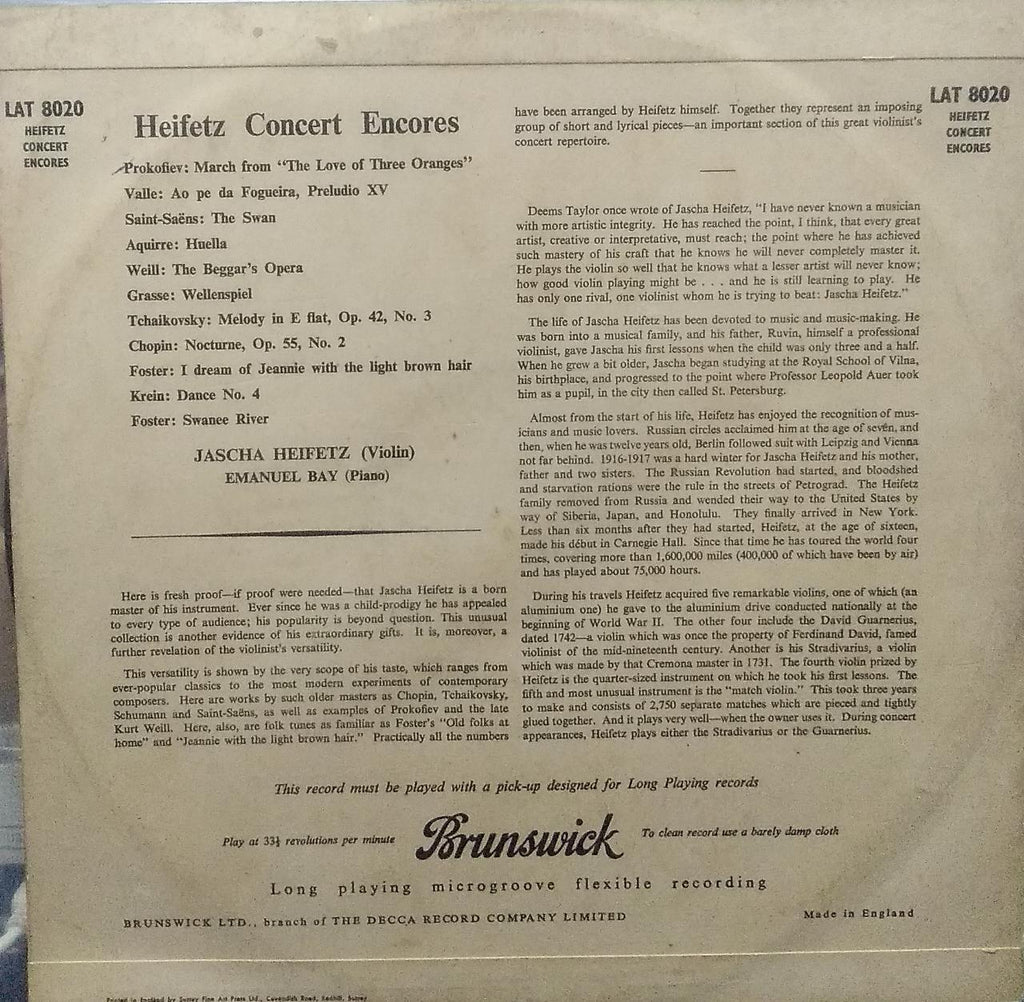 LAT 8020
HEIFETZ
CONCERT
ENCORES
LAT 8020
HEIFETZ
CONCERT
ENCORES
Heifetz Concert Encores
Prokofiev: March from "The Love of Three Oranges"
Valle: Ao pe da Fogueira, Preludio XV
Saint-Saëns: The Swan
Aquirre: Huella
Weill: The Beggar's Opera
Grasse: Wellenspiel
Tchaikovsky: Melody in E flat, Op. 42, No. 3
Chopin: Nocturne, Op. 55, No. 2
Foster: I dream of Jeannie with the light brown hair
Krein: Dance No. 4
Foster: Swanee River
JASCHA HEIFETZ (Violin)
EMANUEL BAY (Piano)
Here is fresh proof—if proof were needed—that Jascha Heifetz is a born
master of his instrument. Ever since he was a child-prodigy he has appealed
to every type of audience; his popularity is beyond question. This unusual
collection is another evidence of his extraordinary gifts. It is, moreover, a
further revelation of the violinist's versatility.
This versatility is shown by the very scope of his taste, which ranges from
ever-popular classics to the most modern experiments of contemporary
composers. Here are works by such older masters as Chopin, Tchaikovsky,
Schumann and Saint-Saëns, as well as examples of Prokofiev and the late
Kurt Weill. Here, also, are folk tunes as familiar as Foster's "Old folks at
home" and "Jeannie with the light brown hair." Practically all the numbers
have been arranged by Heifetz himself. Together they represent an imposing
group of short and lyrical pieces—an important section of this great violinist's
concert repertoire.
Deems Taylor once wrote of Jascha Heifetz, "I have never known a musician
with more artistic integrity. He has reached the point, I think, that every great
artist, creative or interpretative, must reach; the point where he has achieved
such mastery of his craft that he knows he will never completely master it.
He plays the violin so well that he knows what a lesser artist will never know;
how good violin playing might be . . . and he is still learning to play. He
has only one rival, one violinist whom he is trying to beat: Jascha Heifetz."
The life of Jascha Heifetz has been devoted to music and music-making. He
was born into a musical family, and his father, Ruvin, himself a professional
violinist, gave Jascha his first lessons when the child was only three and a half.
When he grew a bit older, Jascha began studying at the Royal School of Vilna,
his birthplace, and progressed to the point where Professor Leopold Auer took
him as a pupil, in the city then called St. Petersburg.
Almost from the start of his life, Heifetz has enjoyed the recognition of mus-
icians and music lovers. Russian circles acclaimed him at the age of seven, and
then, when he was twelve years old, Berlin followed suit with Leipzig and Vienna
not far behind. 1916-1917 was a hard winter for Jascha Heifetz and his mother,
father and two sisters. The Russian Revolution had started, and bloodshed
and starvation rations were the rule in the streets of Petrograd. The Heifetz
family removed from Russia and wended their way to the United States by
way of Siberia, Japan, and Honolulu. They finally arrived in New York.
Less than six months after they had started, Heifetz, at the age of sixteen,
made his début in Carnegie Hall. Since that time he has toured the world four
times, covering more than 1,600,000 miles (400,000 of which have been by air)
and has played about 75,000 hours.
During his travels Heifetz acquired five remarkable violins, one of which (an
aluminium one) he gave to the aluminium drive conducted nationally at the
beginning of World War II. The other four include the David Guarnerius,
dated 1742—a violin which was once the property of Ferdinand David, famed
violinist of the mid-nineteenth century. Another is his Stradivarius, a violin
which was made by that Cremona master in 1731. The fourth violin prized by
Heifetz is the quarter-sized instrument on which he took his first lessons. The
fifth and most unusual instrument is the "match violin." This took three years
to make and consists of 2,750 separate matches which are pieced and tightly
glued together. And it plays very well—when the owner uses it. During concert
appearances, Heifetz plays either the Stradivarius or the Guarnerius.
This record must be played with a pick-up designed for Long Playing records
Play at 33⅓ revolutions per minute
Brunswick
To clean record use a barely damp cloth
Long playing microgroove flexible recording
BRUNSWICK LTD., branch of THE DECCA RECORD COMPANY LIMITED
Made in England
Printed in England by Surrey Fine Art Press Ltd., Cavendish Road, Redhill, Surrey